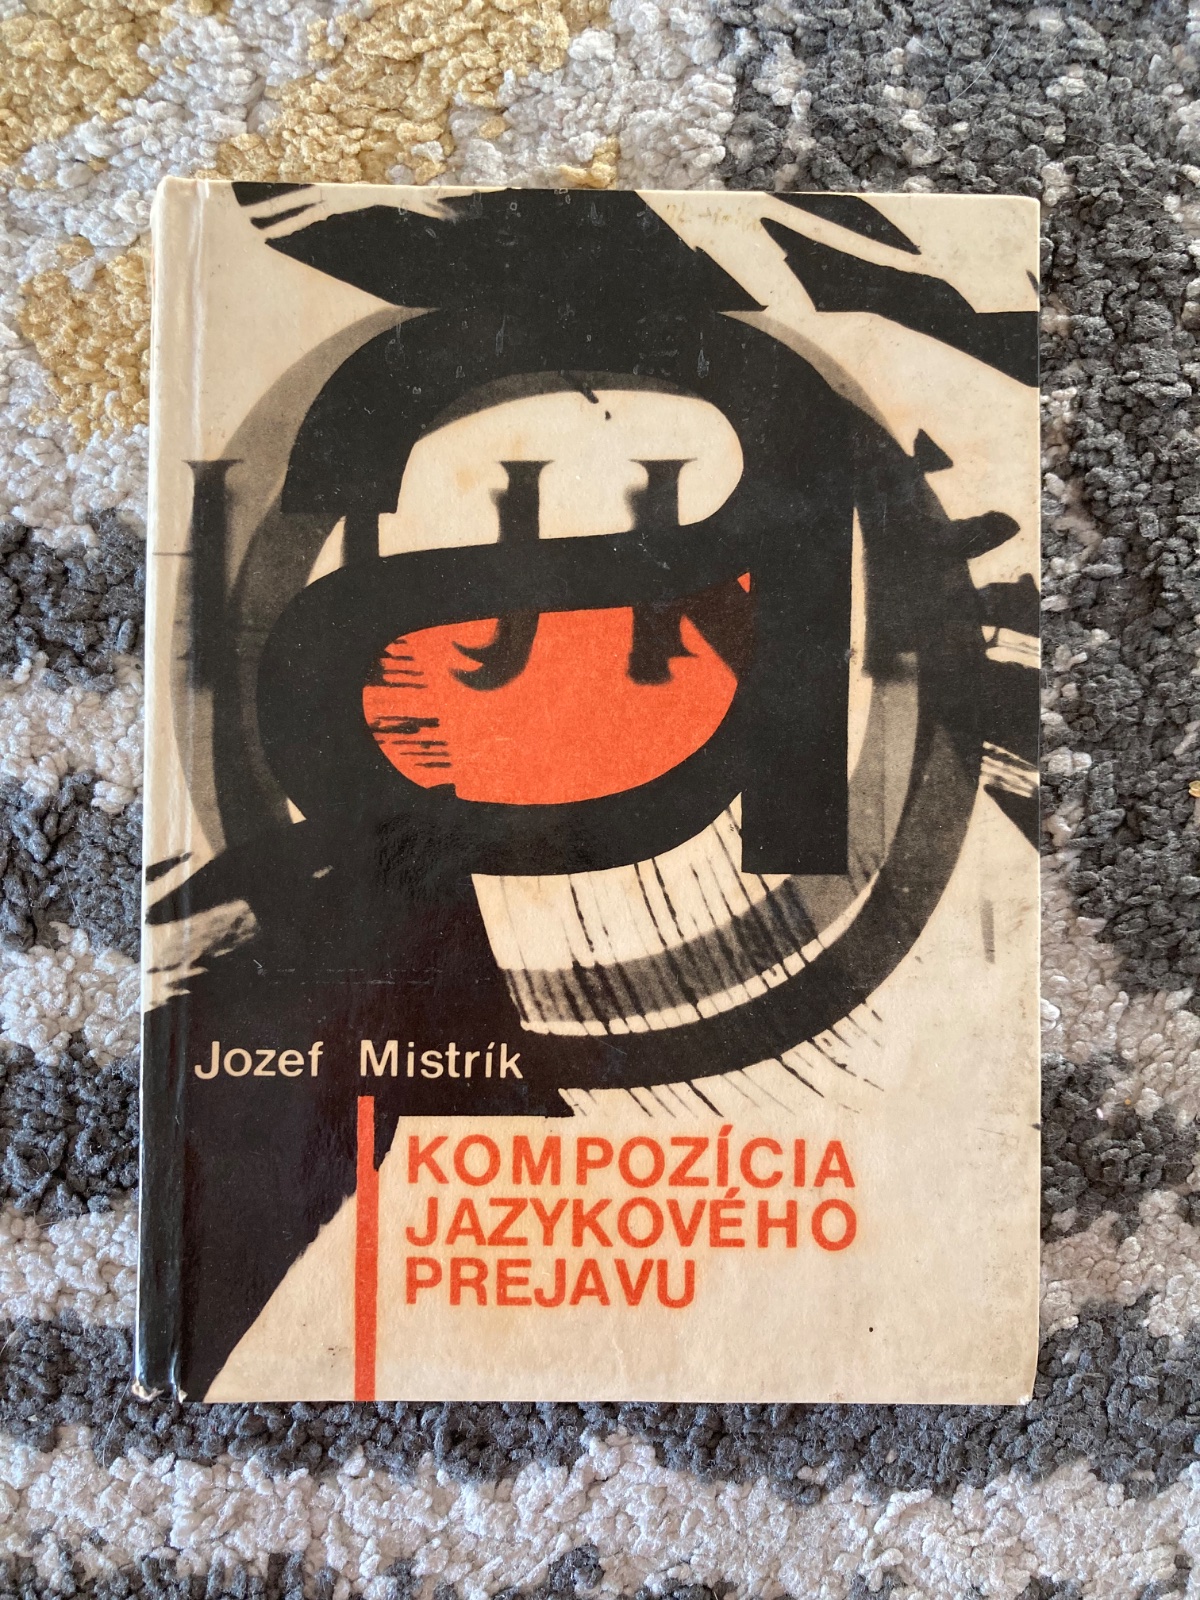 Jozef Mistrík
KOMPOZÍCIA
JAZYKOVÉHO
PREJAVU